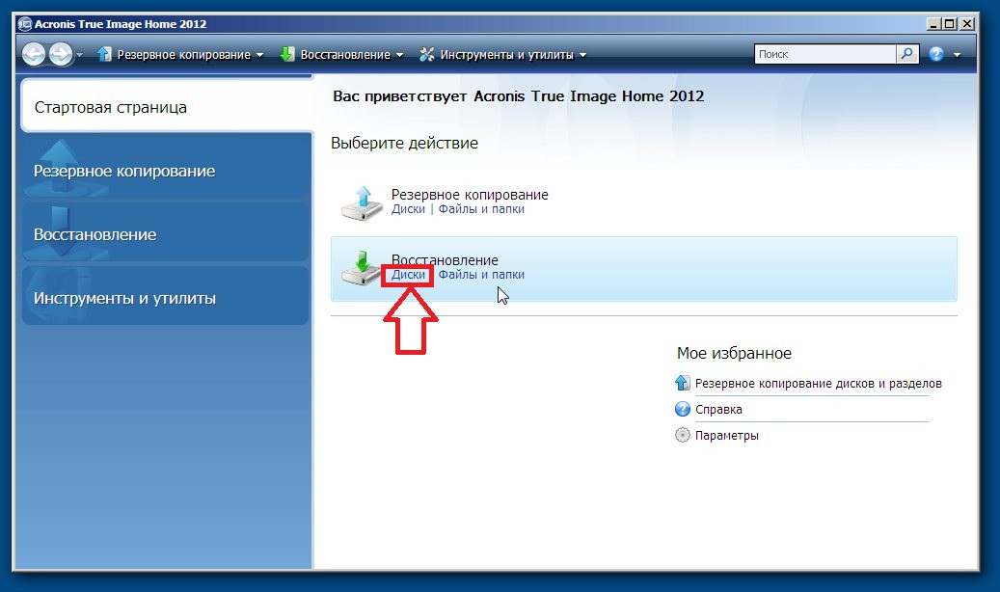 Acronis True Image Home 2012
Резервное копирование Восстановление Инструменты и утилиты Поиск
Стартовая страница
Резервное копирование
Восстановление
Инструменты и утилиты
Вас приветствует Acronis True Image Home 2012
Выберите действие
Резервное копирование
Диски | Файлы и папки
Восстановление
Диски Файлы и папки
Мое избранное
Резервное копирование дисков и разделов
Справка
Параметры